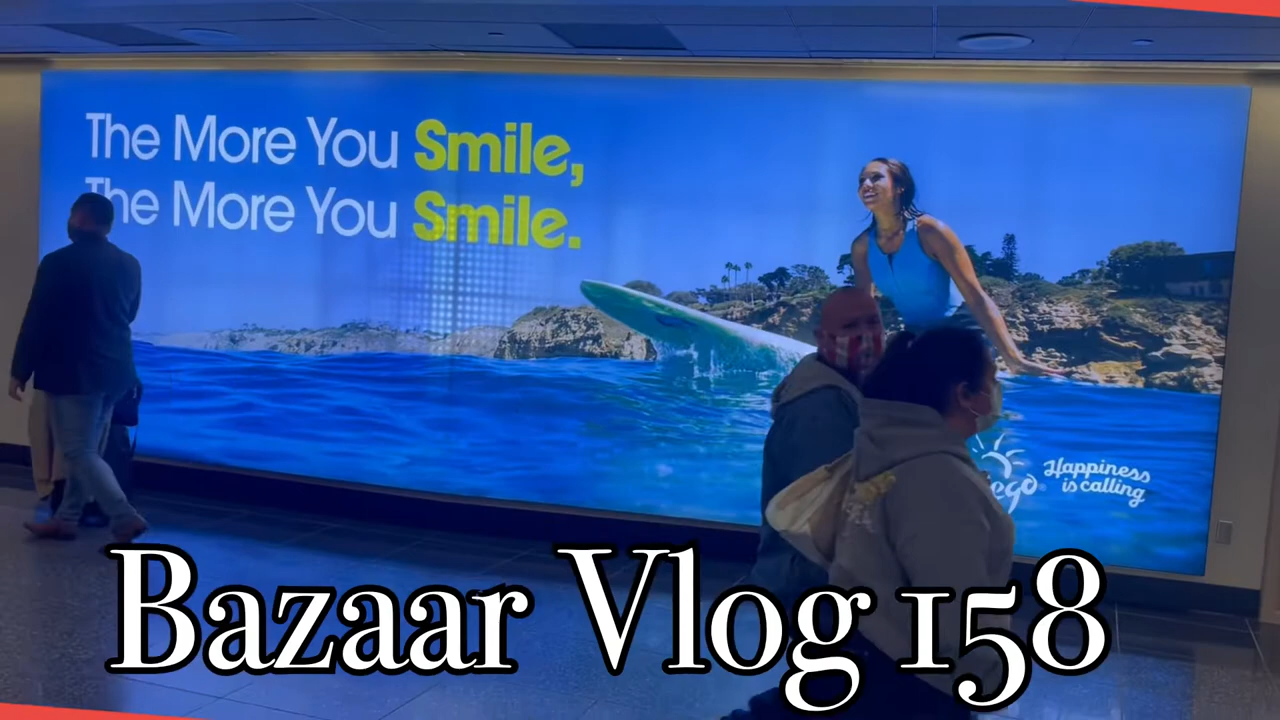 The More You Smile,
The More You Smile.
Happiness
is calling
Bazaar Vlog 158